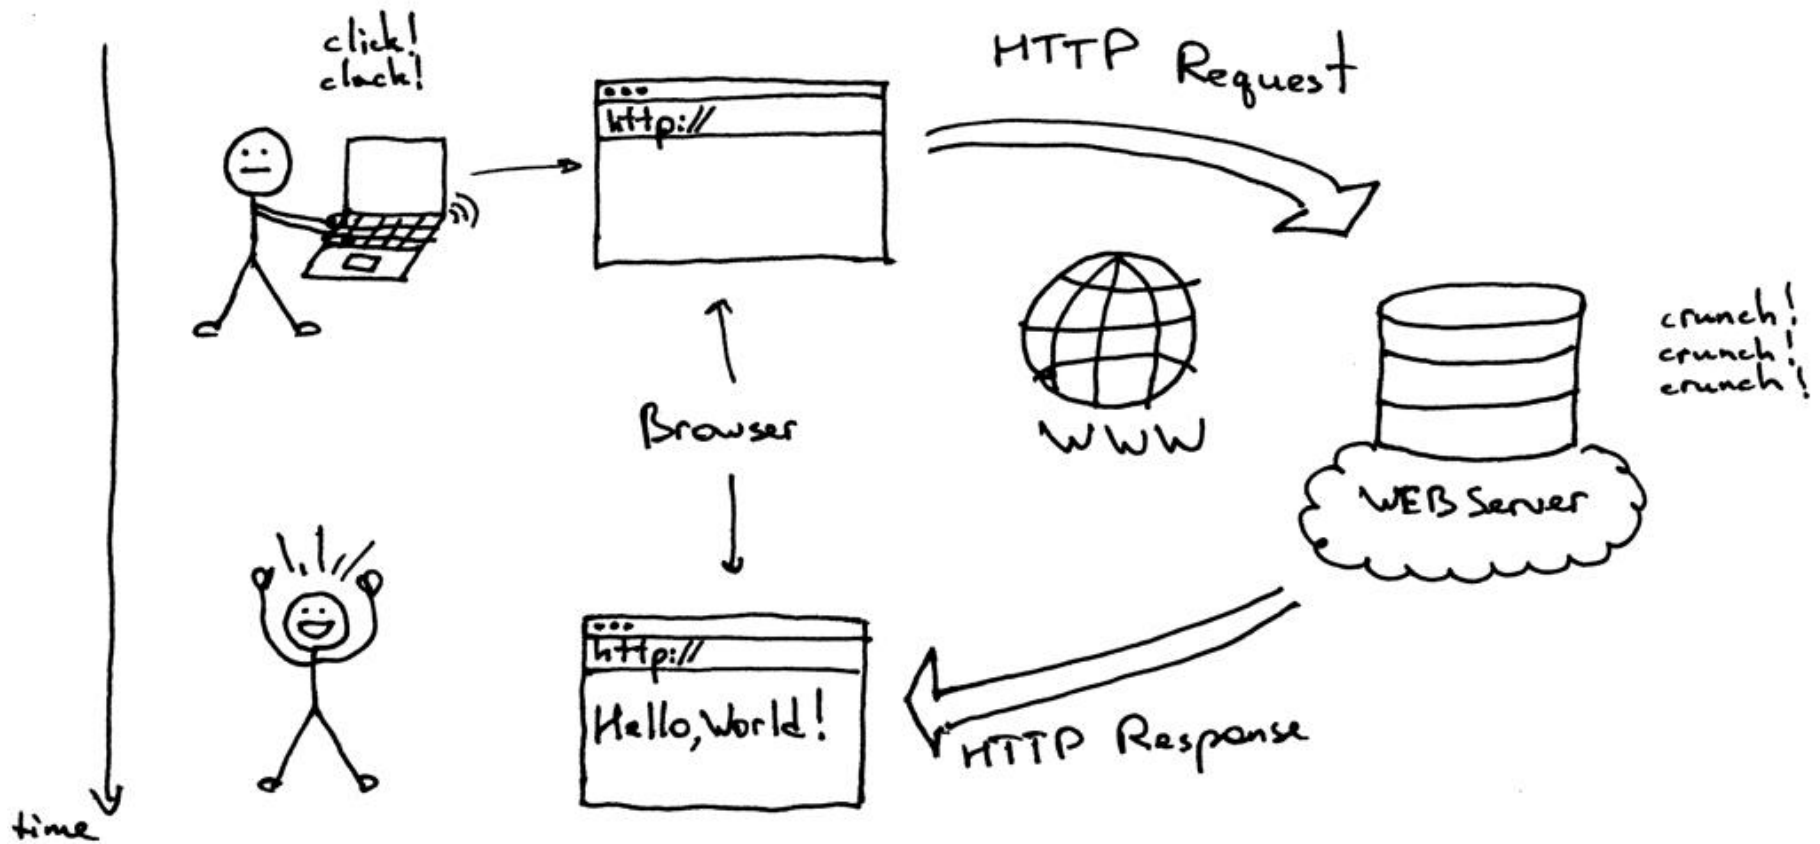 click!
clack!
http://
HTTP Request
crunch!
crunch!
crunch!
WWW
Browser
WEB Server
http://
Hello, World!
HTTP Response
time